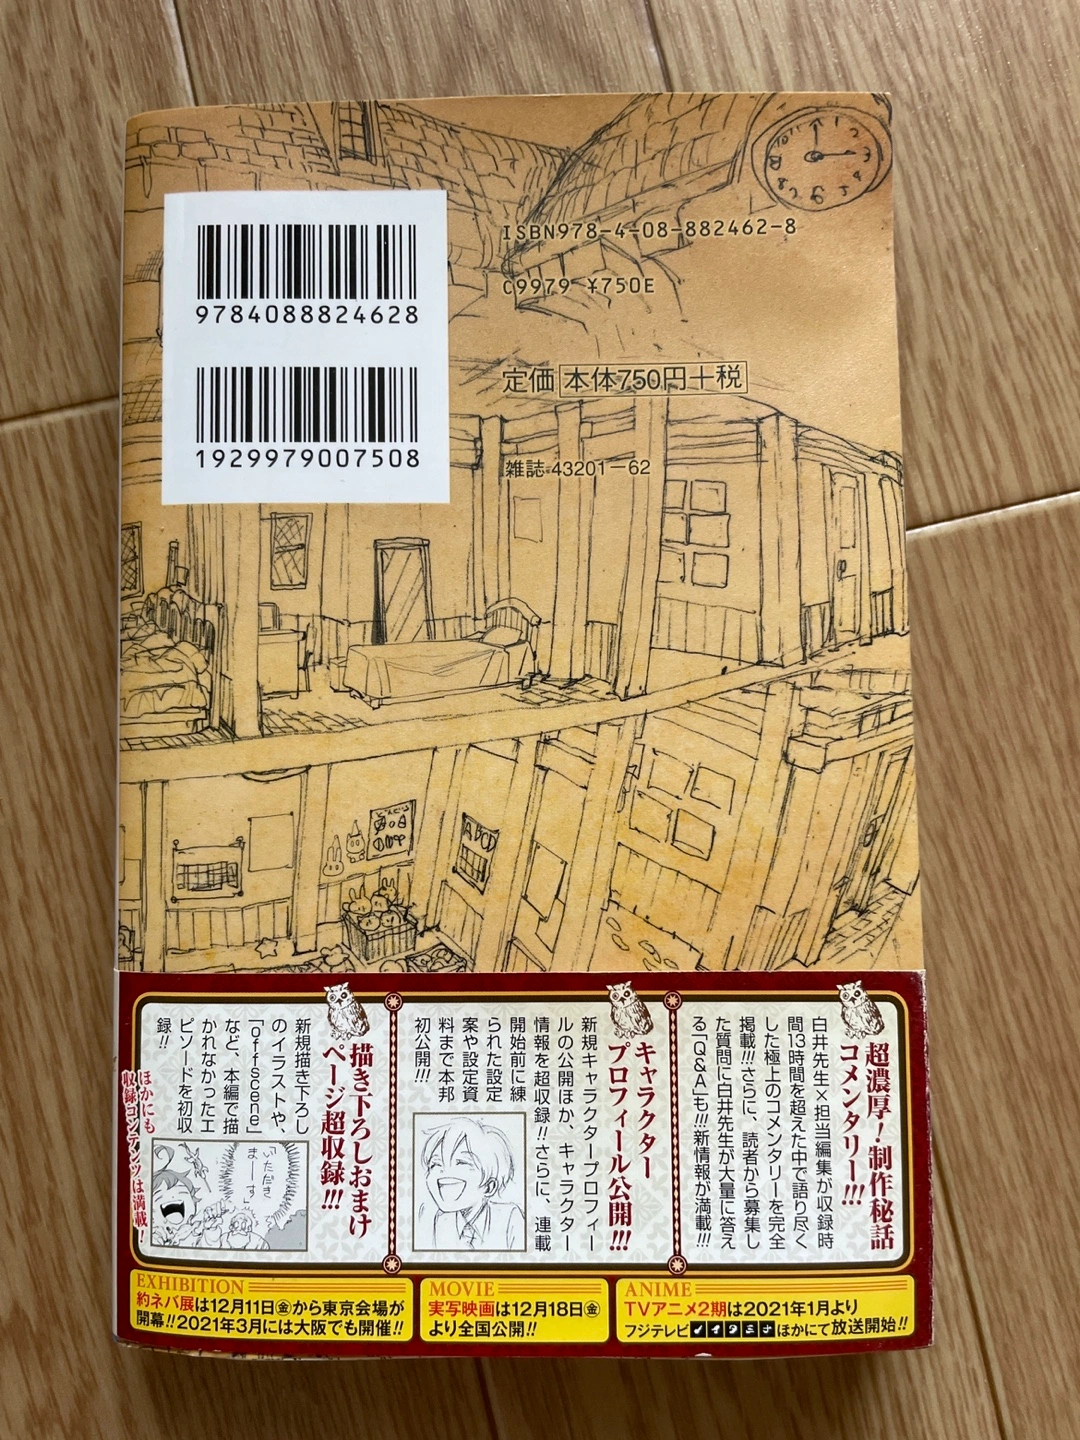 9784088824628
1929979007508
ISBN978-4-08-882462-8
C9979 ¥750E
定価 本体750円+税
雑誌 43201-62
ABCD
超濃厚!制作秘話
コメンタリー!!!
白井先生×担当編集が収録時
間13時間を超えた中で語り尽く
した極上のコメンタリーを完全
掲載!!!さらに、読者から募集し
た質問に白井先生が大量に答え
る「Q&A」も!!!新情報が満載!!!
キャラクター
プロフィール公開!!!
新規キャラクタープロフィー
ルの公開ほか、キャラクター
情報を超収録!!さらに、連載
開始前に練
られた設定
案や設定資
料まで本邦
初公開!!!
描き下ろしおまけ
ページ超収録!!!
新規描き下ろし
のイラストや、
「offscene」
など、本編で描
かれなかったエ
ピソードを初収
録!!
「いただき
まーす」
ほかにも
収録コンテンツは満載!
EXHIBITION
約ネバ展は12月11日㊎から東京会場が
開幕!!2021年3月には大阪でも開催!!
MOVIE
実写映画は12月18日㊎
より全国公開!!
ANIME
TVアニメ2期は2021年1月より
フジテレビノイタミナほかにて放送開始!!